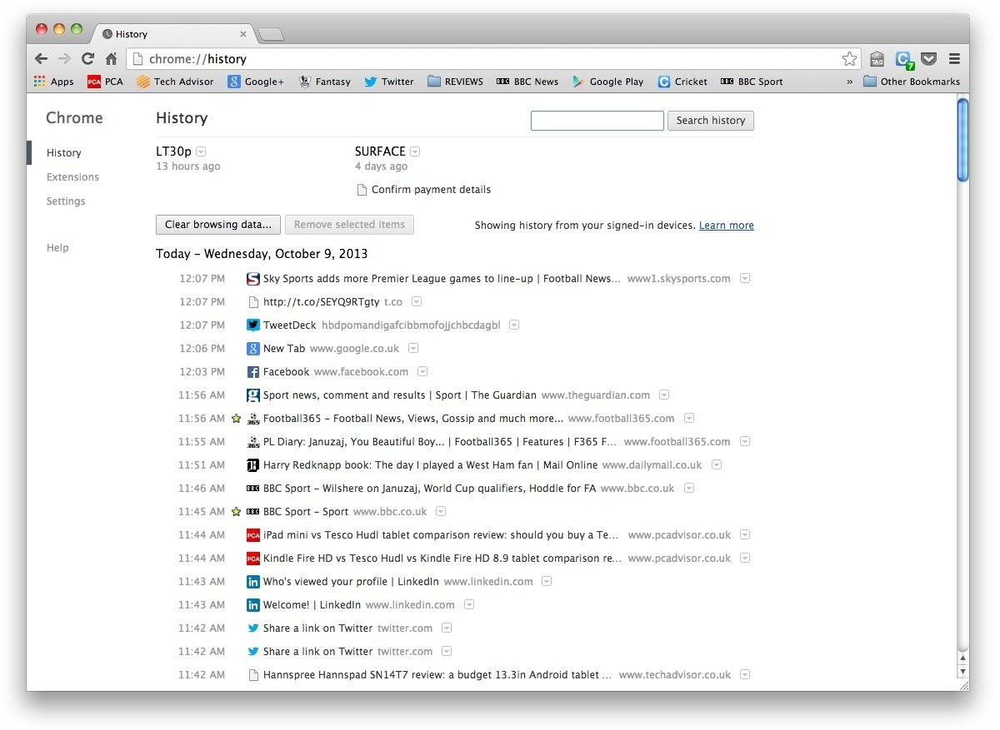 History
chrome://history
TAG
7
Apps PCA PCA Tech Advisor 8 Google+ Fantasy Twitter REVIEWS BBC BBC News Google Play C Cricket BBC BBC Sport » Other Bookmarks
Chrome
History
Search history
History
Extensions
Settings
Help
LT30p
13 hours ago
SURFACE
4 days ago
Confirm payment details
Clear browsing data...
Remove selected items
Showing history from your signed-in devices. Learn more
Today – Wednesday, October 9, 2013
12:07 PM Sky Sports adds more Premier League games to line-up | Football News... www1.skysports.com
12:07 PM http://t.co/SEYQ9RTgty t.co
12:07 PM TweetDeck hbdpomandigafcibbmofojjchbcdagbl
12:06 PM New Tab www.google.co.uk
12:03 PM Facebook www.facebook.com
11:56 AM Sport news, comment and results | Sport | The Guardian www.theguardian.com
11:56 AM 365 Football365 – Football News, Views, Gossip and much more... www.football365.com
11:55 AM 365 PL Diary: Januzaj, You Beautiful Boy... | Football365 | Features | F365 F... www.football365.com
11:51 AM Harry Redknapp book: The day I played a West Ham fan | Mail Online www.dailymail.co.uk
11:46 AM BBC BBC Sport – Wilshere on Januzaj, World Cup qualifiers, Hoddle for FA www.bbc.co.uk
11:45 AM BBC BBC Sport – Sport www.bbc.co.uk
11:44 AM PCA iPad mini vs Tesco Hudl tablet comparison review: should you buy a Te... www.pcadvisor.co.uk
11:44 AM PCA Kindle Fire HD vs Tesco Hudl vs Kindle Fire HD 8.9 tablet comparison re... www.pcadvisor.co.uk
11:43 AM in Who's viewed your profile | LinkedIn www.linkedin.com
11:43 AM in Welcome! | LinkedIn www.linkedin.com
11:42 AM Share a link on Twitter twitter.com
11:42 AM Share a link on Twitter twitter.com
11:42 AM Hannspree Hannspad SN14T7 review: a budget 13.3in Android tablet ... www.techadvisor.co.uk